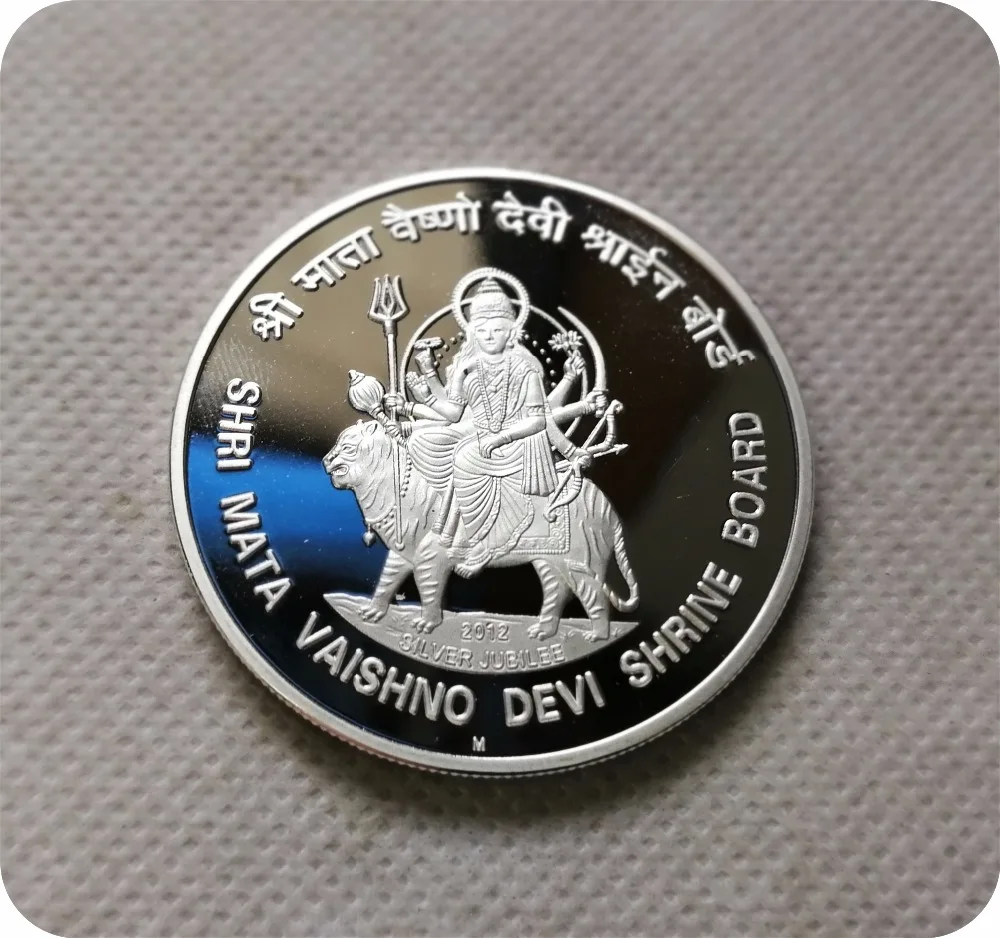 श्री माता वैष्णो देवी श्राईन बोर्ड
SHRI MATA VAISHNO DEVI SHRINE BOARD
2012
SILVER JUBILEE
M